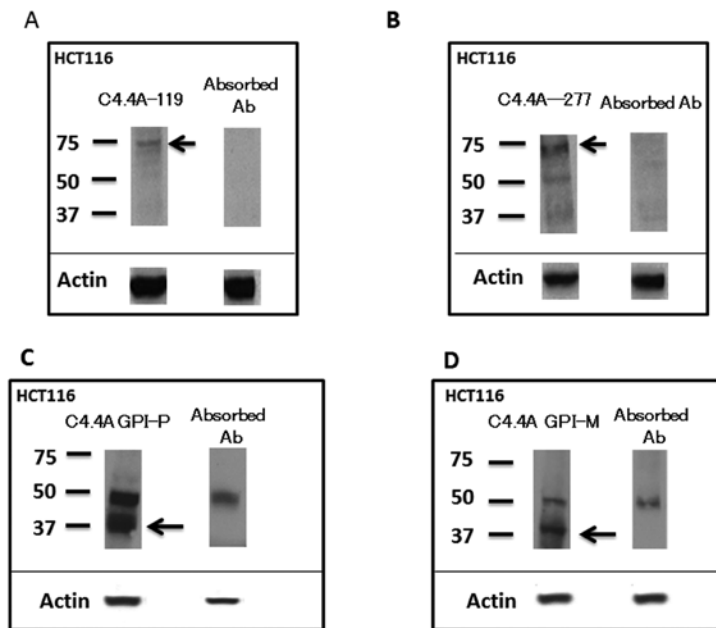 A
HCT116
C4.4A-119
Absorbed
Ab
75
50
37
Actin
B
HCT116
C4.4A—277 Absorbed Ab
75
50
37
Actin
C
HCT116
C4.4A GPI-P
Absorbed
Ab
75
50
37
Actin
D
HCT116
C4.4A GPI-M
Absorbed
Ab
75
50
37
Actin